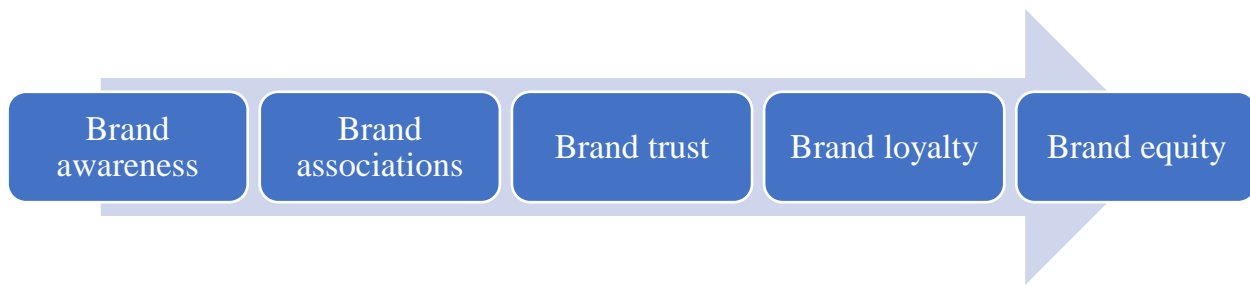 Brand
awareness
Brand
associations
Brand trust
Brand loyalty
Brand equity